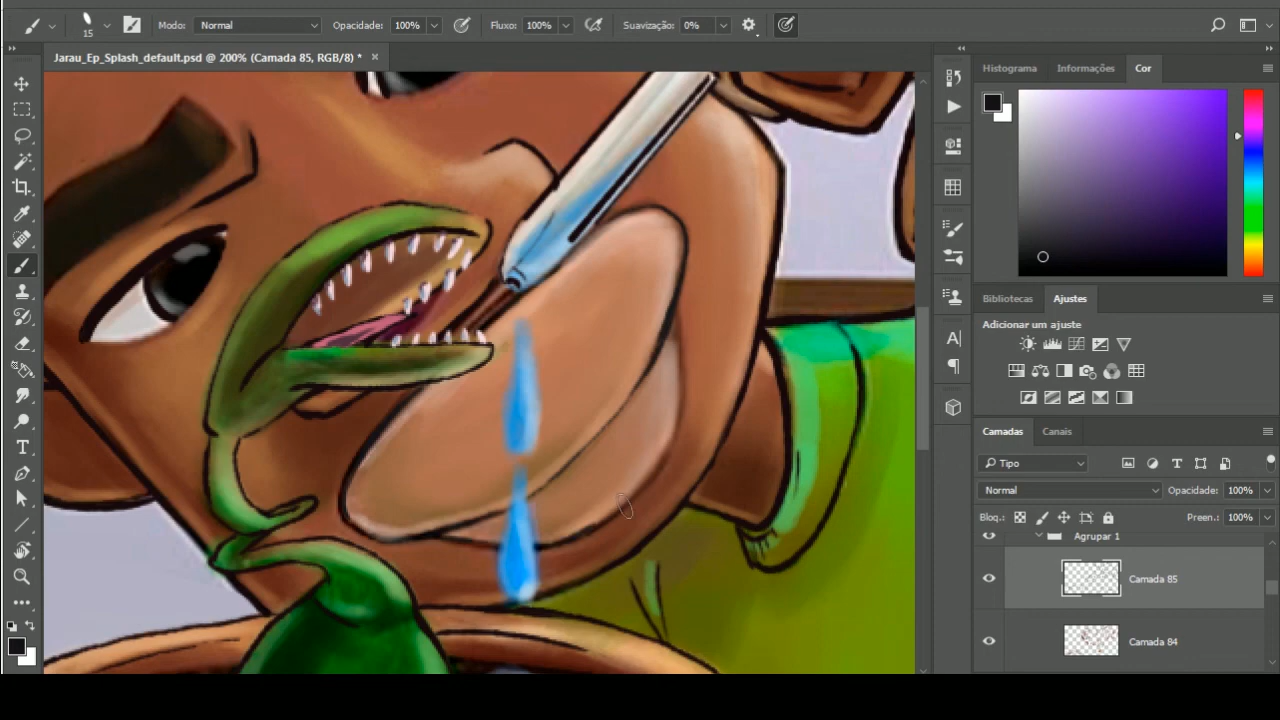 15 Modo: Normal Opacidade: 100% Fluxo: 100% Suavização: 0%
Jarau_Ep_Splash_default.psd @ 200% (Camada 85, RGB/8) *
Histograma Informações Cor
Bibliotecas Ajustes
Adicionar um ajuste
Camadas Canais
Tipo
Normal Opacidade: 100%
Bloq.: Preen.: 100%
Agrupar 1
Camada 85
Camada 84